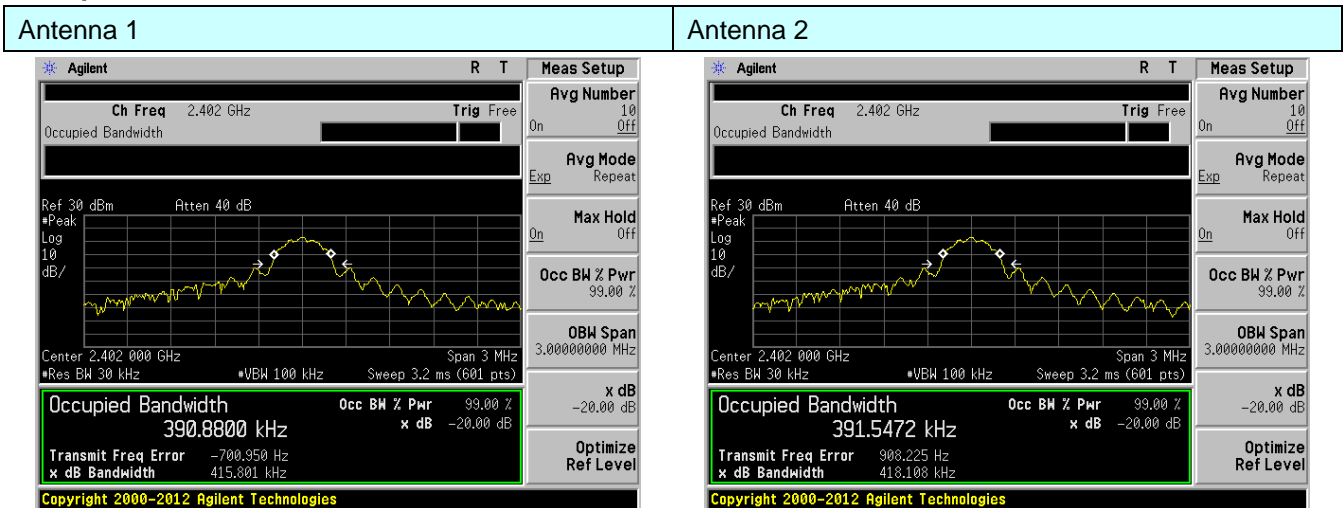 Antenna 1
Agilent R T Meas Setup
Ch Freq 2.402 GHz Trig Free
Occupied Bandwidth
Avg Number
10
On Off
Avg Mode
Exp Repeat
Max Hold
On Off
Occ BW % Pwr
99.00 %
OBW Span
3.00000000 MHz
x dB
-20.00 dB
Optimize
Ref Level
Ref 30 dBm Atten 40 dB
#Peak
Log
10
dB/
Center 2.402 000 GHz Span 3 MHz
#Res BW 30 kHz #VBW 100 kHz Sweep 3.2 ms (601 pts)
Occupied Bandwidth Occ BW % Pwr 99.00 %
390.8800 kHz x dB -20.00 dB
Transmit Freq Error -700.950 Hz
x dB Bandwidth 415.801 kHz
Copyright 2000-2012 Agilent Technologies
Antenna 2
Agilent R T Meas Setup
Ch Freq 2.402 GHz Trig Free
Occupied Bandwidth
Avg Number
10
On Off
Avg Mode
Exp Repeat
Max Hold
On Off
Occ BW % Pwr
99.00 %
OBW Span
3.00000000 MHz
x dB
-20.00 dB
Optimize
Ref Level
Ref 30 dBm Atten 40 dB
#Peak
Log
10
dB/
Center 2.402 000 GHz Span 3 MHz
#Res BW 30 kHz #VBW 100 kHz Sweep 3.2 ms (601 pts)
Occupied Bandwidth Occ BW % Pwr 99.00 %
391.5472 kHz x dB -20.00 dB
Transmit Freq Error 908.225 Hz
x dB Bandwidth 418.108 kHz
Copyright 2000-2012 Agilent Technologies